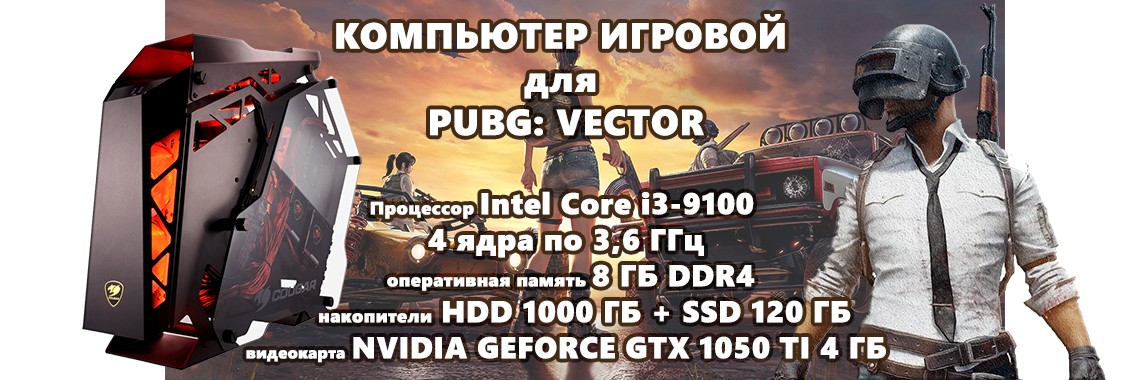 КОМПЬЮТЕР ИГРОВОЙ
для
PUBG: VECTOR
Процессор Intel Core i3-9100
4 ядра по 3,6 ГГц
оперативная память 8 ГБ DDR4
накопители HDD 1000 ГБ + SSD 120 ГБ
видеокарта NVIDIA GEFORCE GTX 1050 TI 4 ГБ
COUGAR